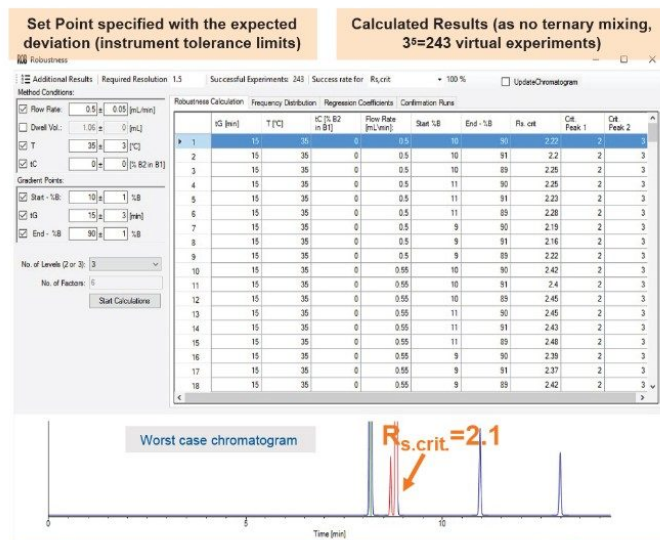 Set Point specified with the expected
deviation (instrument tolerance limits)
Calculated Results (as no ternary mixing,
3⁵=243 virtual experiments)
Robustness
Additional Results Required Resolution 1.5 Successful Experiments: 243 Success rate for Rs,crit 100 % UpdateChromatogram
Method Conditions:
Flow Rate: 0.5 ± 0.05 [mL/min]
Dwell Vol.: 1.06 ± 0 [mL]
T 35 ± 3 [°C]
tC 0 ± 0 [% B2 in B1]
Gradient Points:
Start - %B: 10 ± 1 %B
tG 15 ± 3 [min]
End - %B 90 ± 1 %B
No. of Levels (2 or 3): 3
No. of Factors: 6
Start Calculations
Robustness Calculation Frequency Distribution Regression Coefficients Confirmation Runs
tG [min] T [°C] tC [% B2 in B1] Flow Rate [mL\min]: Start %B End - %B Rs. crit Crit. Peak 1 Crit. Peak 2
1 15 35 0 0.5 10 90 2.22 2 3
2 15 35 0 0.5 10 91 2.2 2 3
3 15 35 0 0.5 10 89 2.25 2 3
4 15 35 0 0.5 11 90 2.25 2 3
5 15 35 0 0.5 11 91 2.23 2 3
6 15 35 0 0.5 11 89 2.28 2 3
7 15 35 0 0.5 9 90 2.19 2 3
8 15 35 0 0.5 9 91 2.16 2 3
9 15 35 0 0.5 9 89 2.22 2 3
10 15 35 0 0.55 10 90 2.42 2 3
11 15 35 0 0.55 10 91 2.4 2 3
12 15 35 0 0.55 10 89 2.45 2 3
13 15 35 0 0.55 11 90 2.45 2 3
14 15 35 0 0.55 11 91 2.43 2 3
15 15 35 0 0.55 11 89 2.48 2 3
16 15 35 0 0.55 9 90 2.39 2 3
17 15 35 0 0.55 9 91 2.37 2 3
18 15 35 0 0.55 9 89 2.42 2 3
Worst case chromatogram
Rs.crit.=2.1
0 5 10
Time [min]